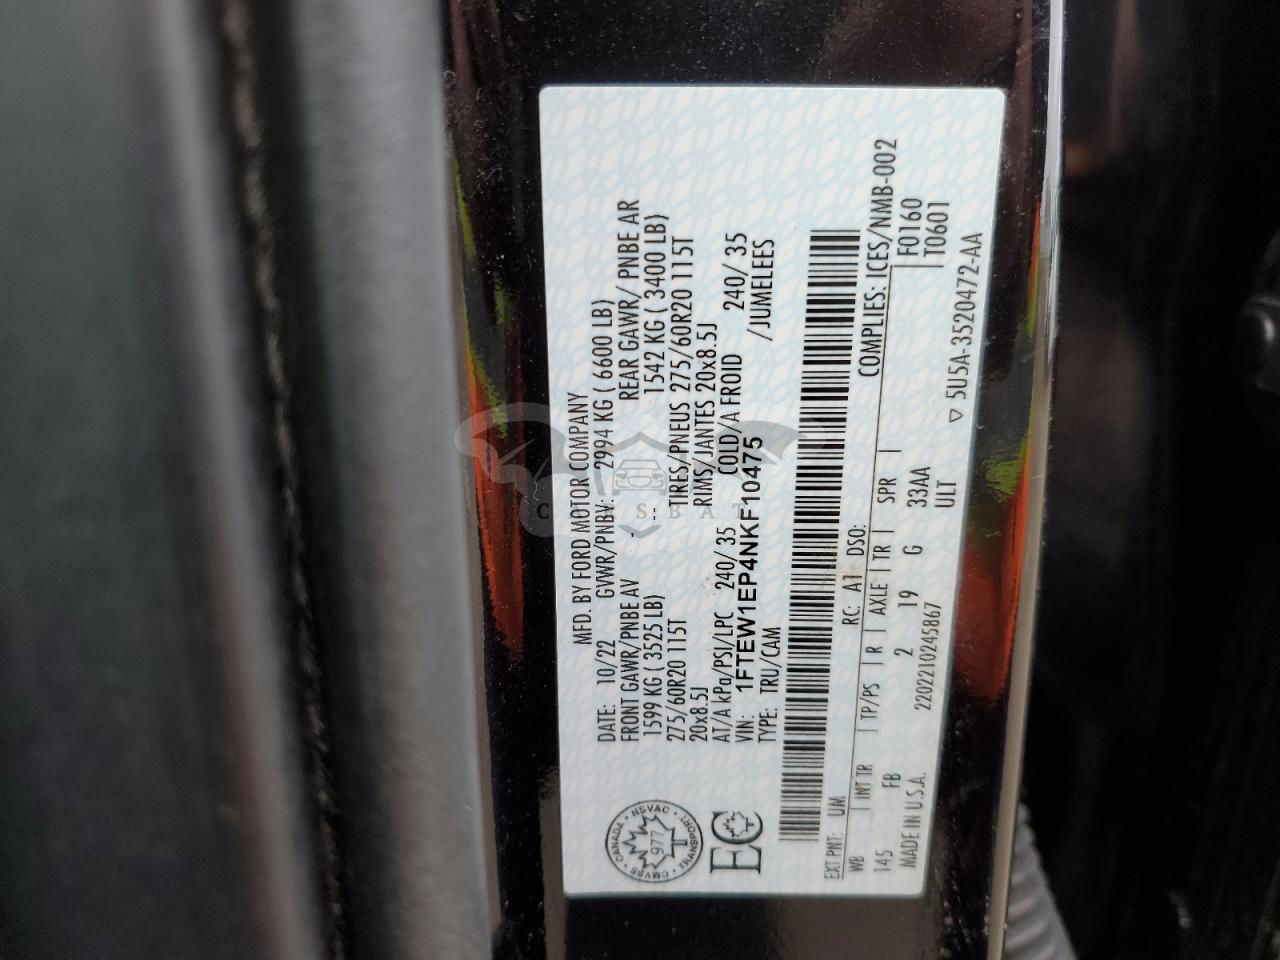 MFD. BY FORD MOTOR COMPANY
DATE: 10/22 GVWR/PNBV: 2994 KG ( 6600 LB)
FRONT GAWR/PNBE AV REAR GAWR/ PNBE AR
1599 KG ( 3525 LB) 1542 KG ( 3400 LB)
275/60R20 115T TIRES/PNEUS 275/60R20 115T
20x8.5J RIMS/JANTES 20x8.5J
AT/A kPa/PSI/LPC 240/ 35 COLD/A FROID 240/ 35
VIN: 1FTEW1EP4NKF10475 /JUMELEES
TYPE: TRU/CAM
CANADA · NSVAC · TRANSPORT · CMVSS ·
977
EC
COMPLIES: ICES/NMB-002
EXT PNT: UM RC: A1 DSO: F0160
WB INT TR TP/PS R AXLE TR SPR T0601
145 FB 2 19 G 33AA
ULT
MADE IN U.S.A. 2202210245867 5U5A-3520472-AA